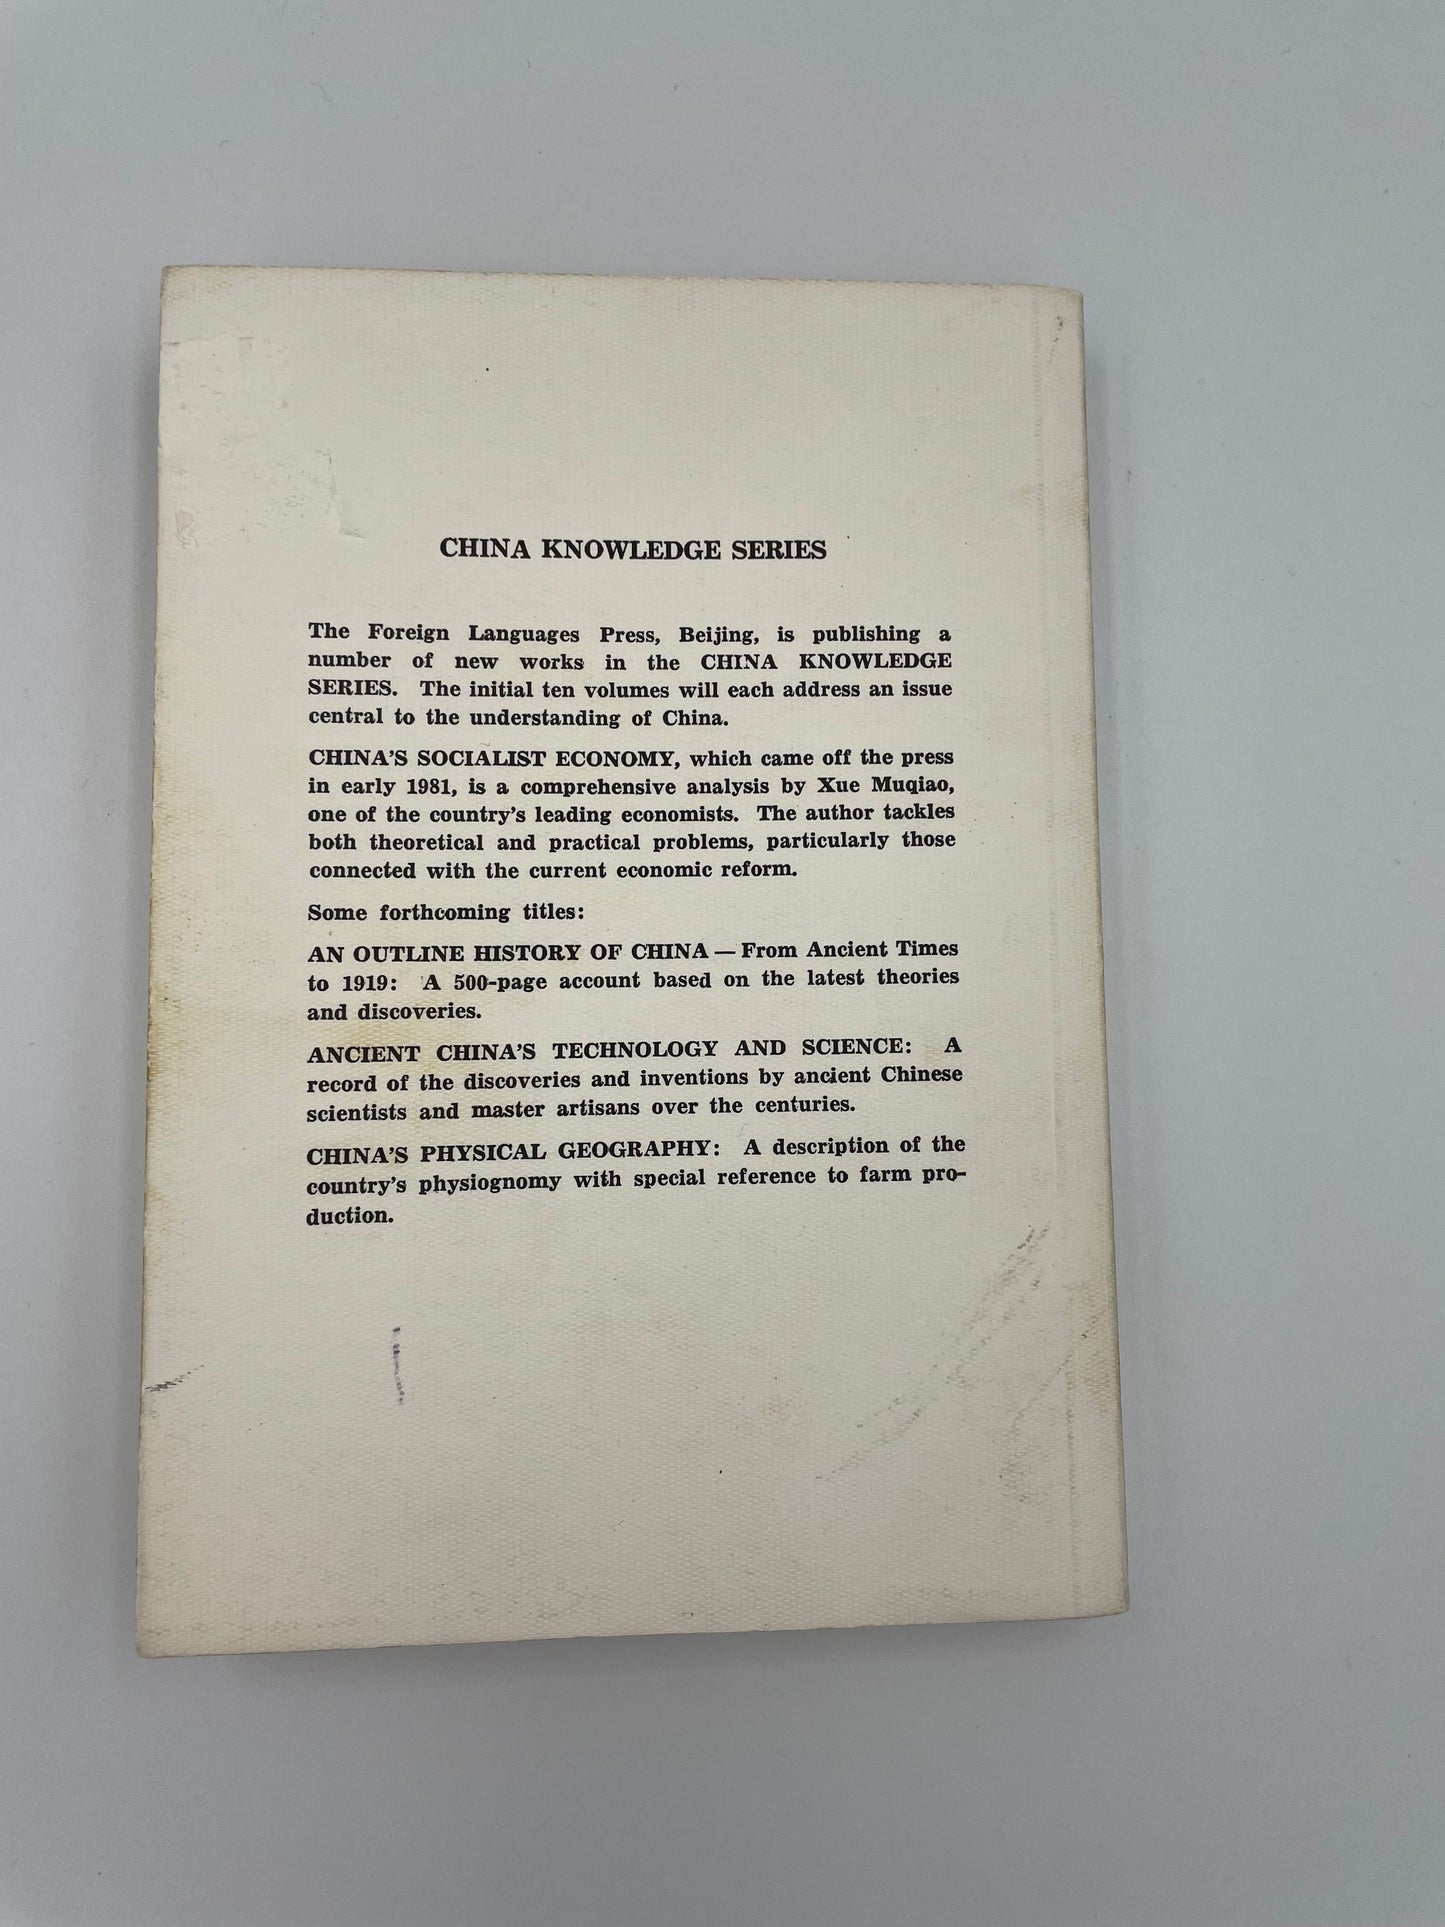 CHINA KNOWLEDGE SERIES
The Foreign Languages Press, Beijing, is publishing a
number of new works in the CHINA KNOWLEDGE
SERIES. The initial ten volumes will each address an issue
central to the understanding of China.
CHINA'S SOCIALIST ECONOMY, which came off the press
in early 1981, is a comprehensive analysis by Xue Muqiao,
one of the country's leading economists. The author tackles
both theoretical and practical problems, particularly those
connected with the current economic reform.
Some forthcoming titles:
AN OUTLINE HISTORY OF CHINA — From Ancient Times
to 1919: A 500-page account based on the latest theories
and discoveries.
ANCIENT CHINA'S TECHNOLOGY AND SCIENCE: A
record of the discoveries and inventions by ancient Chinese
scientists and master artisans over the centuries.
CHINA'S PHYSICAL GEOGRAPHY: A description of the
country's physiognomy with special reference to farm pro-
duction.